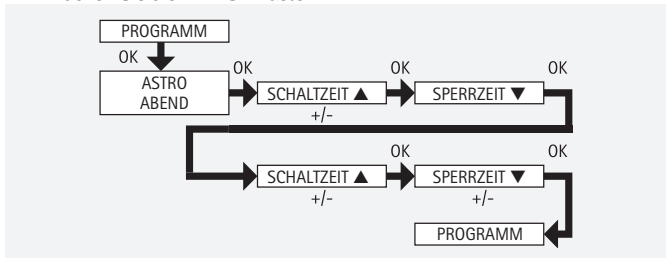 PROGRAMM
OK
ASTRO
ABEND
OK
SCHALTZEIT ▲
+/-
OK
SPERRZEIT ▼
OK
SCHALTZEIT ▲
+/-
OK
SPERRZEIT ▼
+/-
OK
PROGRAMM